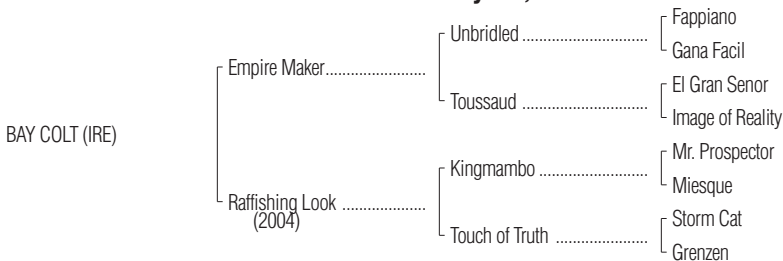 Fappiano
Unbridled ............................
Gana Facil
Empire Maker........................
El Gran Senor
Toussaud ............................
Image of Reality
BAY COLT (IRE)
Mr. Prospector
Kingmambo ........................
Miesque
Raffishing Look ....................
(2004)
Storm Cat
Touch of Truth ....................
Grenzen